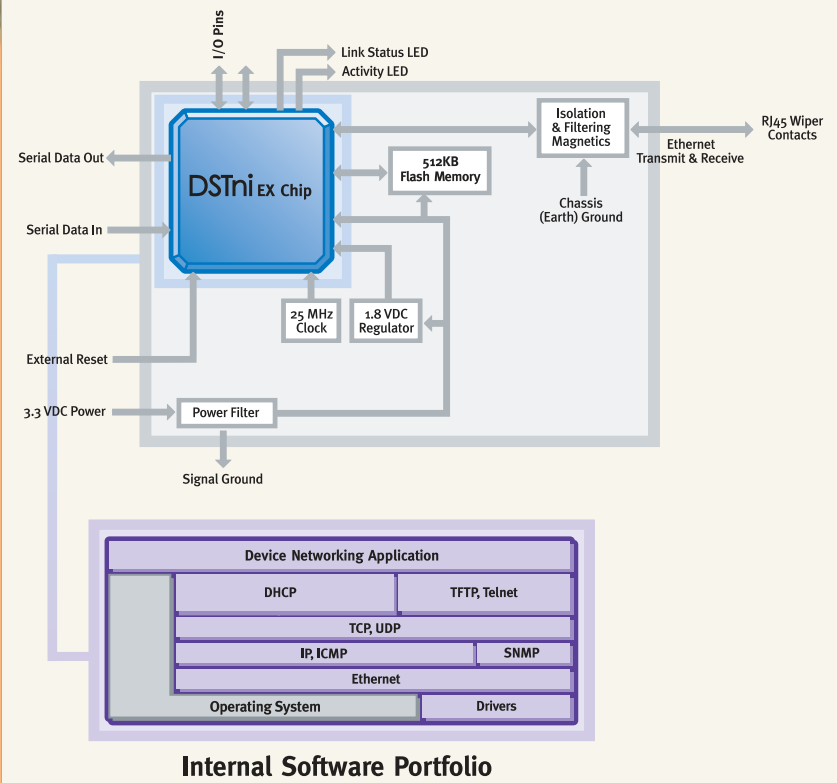 I/O Pins
Link Status LED
Activity LED
Isolation
& Filtering
Magnetics
RJ45 Wiper
Contacts
Ethernet
Transmit & Receive
Serial Data Out
DSTni EX Chip
512KB
Flash Memory
Chassis
(Earth) Ground
Serial Data In
25 MHz
Clock
1.8 VDC
Regulator
External Reset
3.3 VDC Power
Power Filter
Signal Ground
Device Networking Application
DHCP
TFTP, Telnet
TCP, UDP
IP, ICMP
SNMP
Ethernet
Operating System
Drivers
Internal Software Portfolio